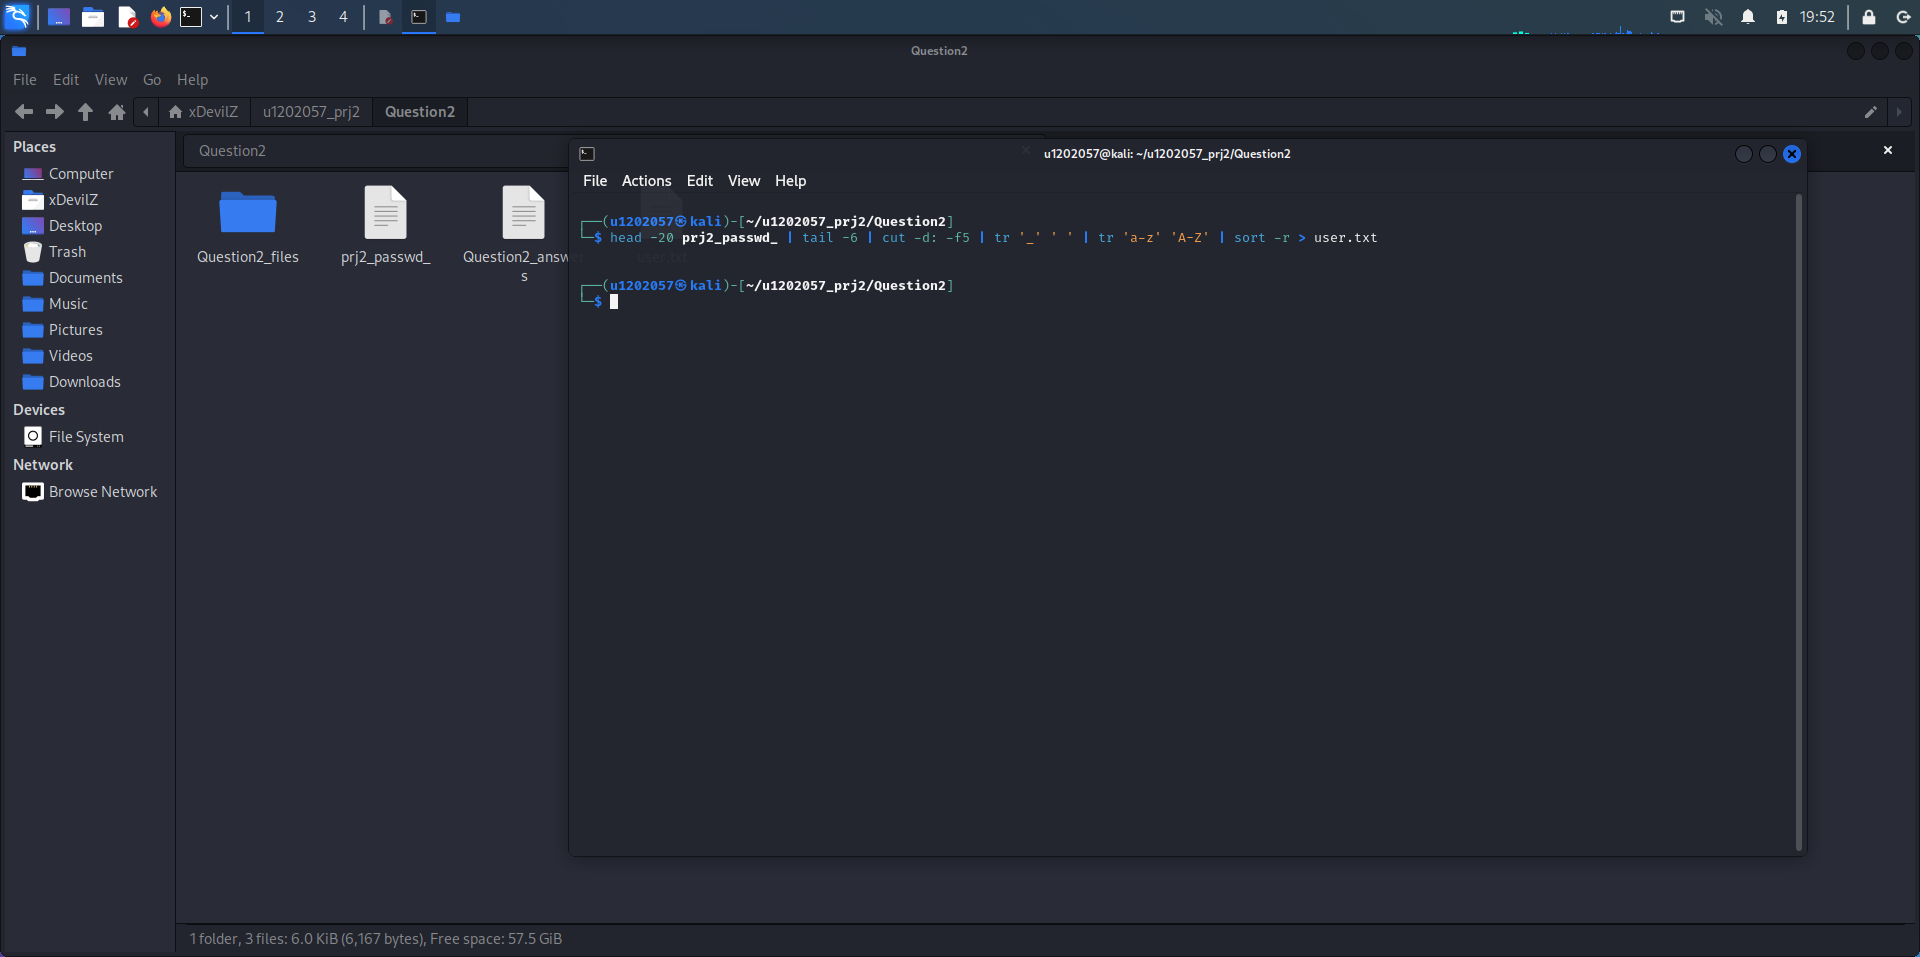 1 2 3 4
19:52
Question2
File Edit View Go Help
xDevilZ u1202057_prj2 Question2
Places
Computer
xDevilZ
Desktop
Trash
Documents
Music
Pictures
Videos
Downloads
Devices
File System
Network
Browse Network
Question2
Question2_files
prj2_passwd_
Question2_answ
s
user.txt
u1202057@kali: ~/u1202057_prj2/Question2
File Actions Edit View Help
┌──(u1202057㉿kali)-[~/u1202057_prj2/Question2]
└─$ head -20 prj2_passwd_ | tail -6 | cut -d: -f5 | tr '_' ' ' | tr 'a-z' 'A-Z' | sort -r > user.txt
┌──(u1202057㉿kali)-[~/u1202057_prj2/Question2]
└─$
1 folder, 3 files: 6.0 KiB (6,167 bytes), Free space: 57.5 GiB